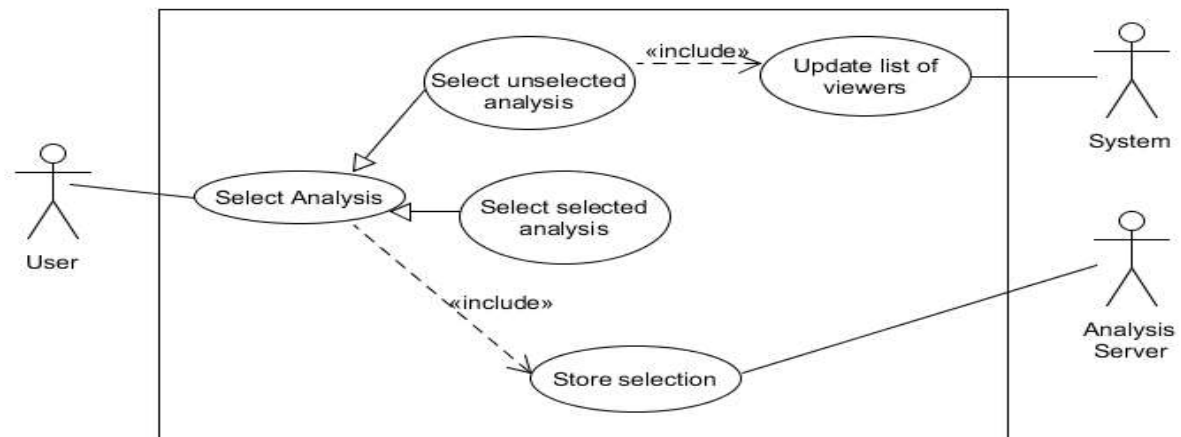 «include»
Select unselected
analysis
Update list of
viewers
System
Select Analysis
Select selected
analysis
User
«include»
Analysis
Server
Store selection